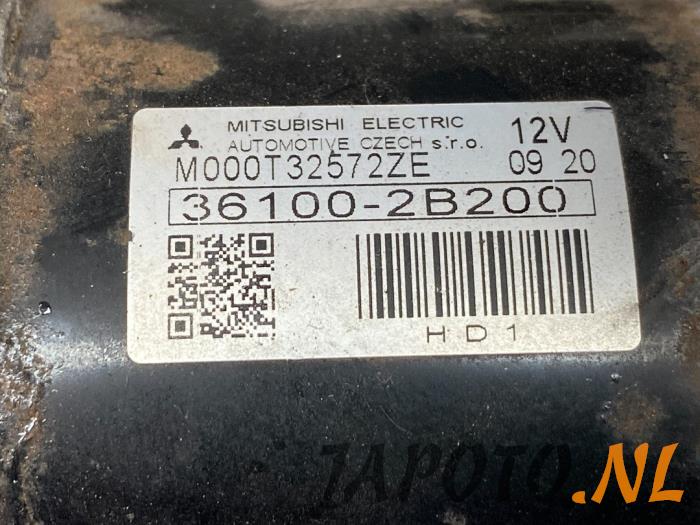 MITSUBISHI ELECTRIC 12V
AUTOMOTIVE CZECH s.r.o.
M000T32572ZE 09 20
36100-2B200
HD1
JAPOTO.NL